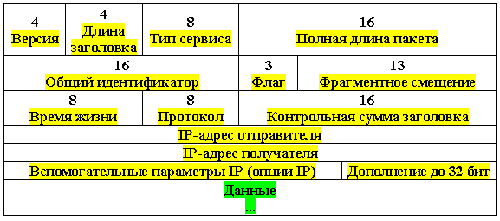 4 4 8 16
Версия Длина заголовка Тип сервиса Полная длина пакета
16 3 13
Общий идентификатор Флаг Фрагментное смещение
8 8 16
Время жизни Протокол Контрольная сумма заголовка
IP-адрес отправителя
IP-адрес получателя
Вспомогательные параметры IP (опции IP) Дополнение до 32 бит
Данные
...